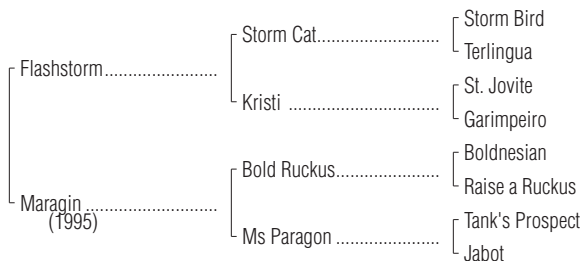 Storm Bird
Storm Cat..............................
Terlingua
Flashstorm...........................
St. Jovite
Kristi .....................................
Garimpeiro
Boldnesian
Bold Ruckus.........................
Raise a Ruckus
Maragin ................................
(1995)
Tank's Prospect
Ms Paragon .........................
Jabot